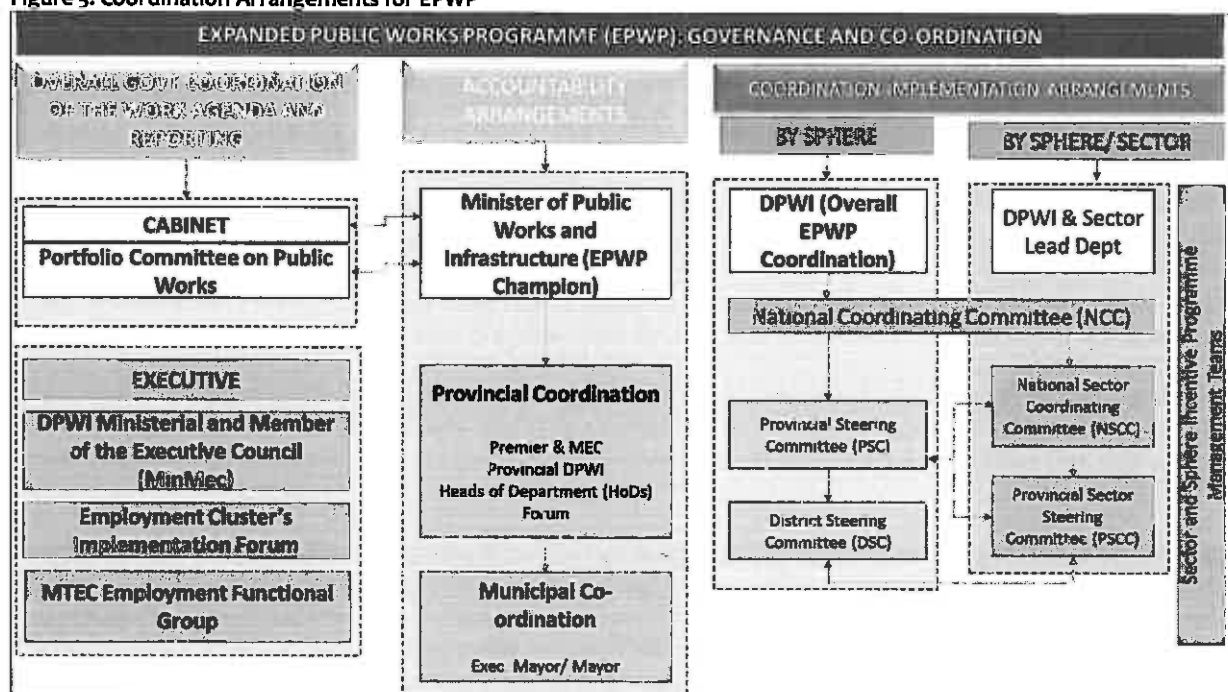 Figure 5. Coordination Arrangements for EPWP
EXPANDED PUBLIC WORKS PROGRAMME (EPWP): GOVERNANCE AND CO-ORDINATION
OVERALL GOVT COORDINATION
OF THE WORK AGENDA AND
REPORTING
CABINET
Portfolio Committee on Public
Works
EXECUTIVE
DPWI Ministerial and Member
of the Executive Council
(MinMec)
Employment Cluster's
Implementation Forum
MTEC Employment Functional
Group
ACCOUNTABILITY
ARRANGEMENTS
Minister of Public
Works and
Infrastructure (EPWP
Champion)
Provincial Coordination
Premier & MEC
Provincial DPWI
Heads of Department (HoDs)
Forum
Municipal Co-
ordination
Exec Mayor/ Mayor
COORDINATION IMPLEMENTATION ARRANGEMENTS
BY SPHERE
DPWI (Overall
EPWP
Coordination)
National Coordinating Committee (NCC)
Provincial Steering
Committee (PSC)
District Steering
Committee (DSC)
BY SPHERE/ SECTOR
DPWI & Sector
Lead Dept
National Sector
Coordinating
Committee (NSCC)
Provincial Sector
Steering
Committee (PSCC)
Sector and Sphere Incentive Programme
Management Teams